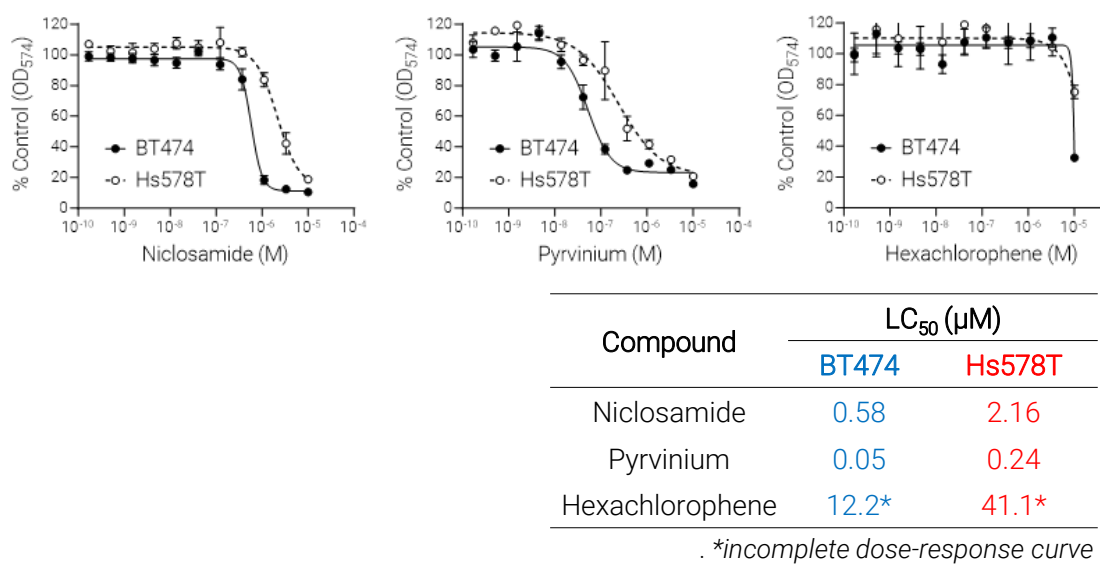 120
100
80
60
40
20
0
% Control (OD574)
BT474
Hs578T
10-10 10-9 10-8 10-7 10-6 10-5 10-4
Niclosamide (M)
120
100
80
60
40
20
0
% Control (OD574)
BT474
Hs578T
10-10 10-9 10-8 10-7 10-6 10-5 10-4
Pyrvinium (M)
120
100
80
60
40
20
0
% Control (OD574)
BT474
Hs578T
10-10 10-9 10-8 10-7 10-6 10-5
Hexachlorophene (M)
Compound LC50 (µM)
BT474 Hs578T
Niclosamide 0.58 2.16
Pyrvinium 0.05 0.24
Hexachlorophene 12.2* 41.1*
. *incomplete dose-response curve